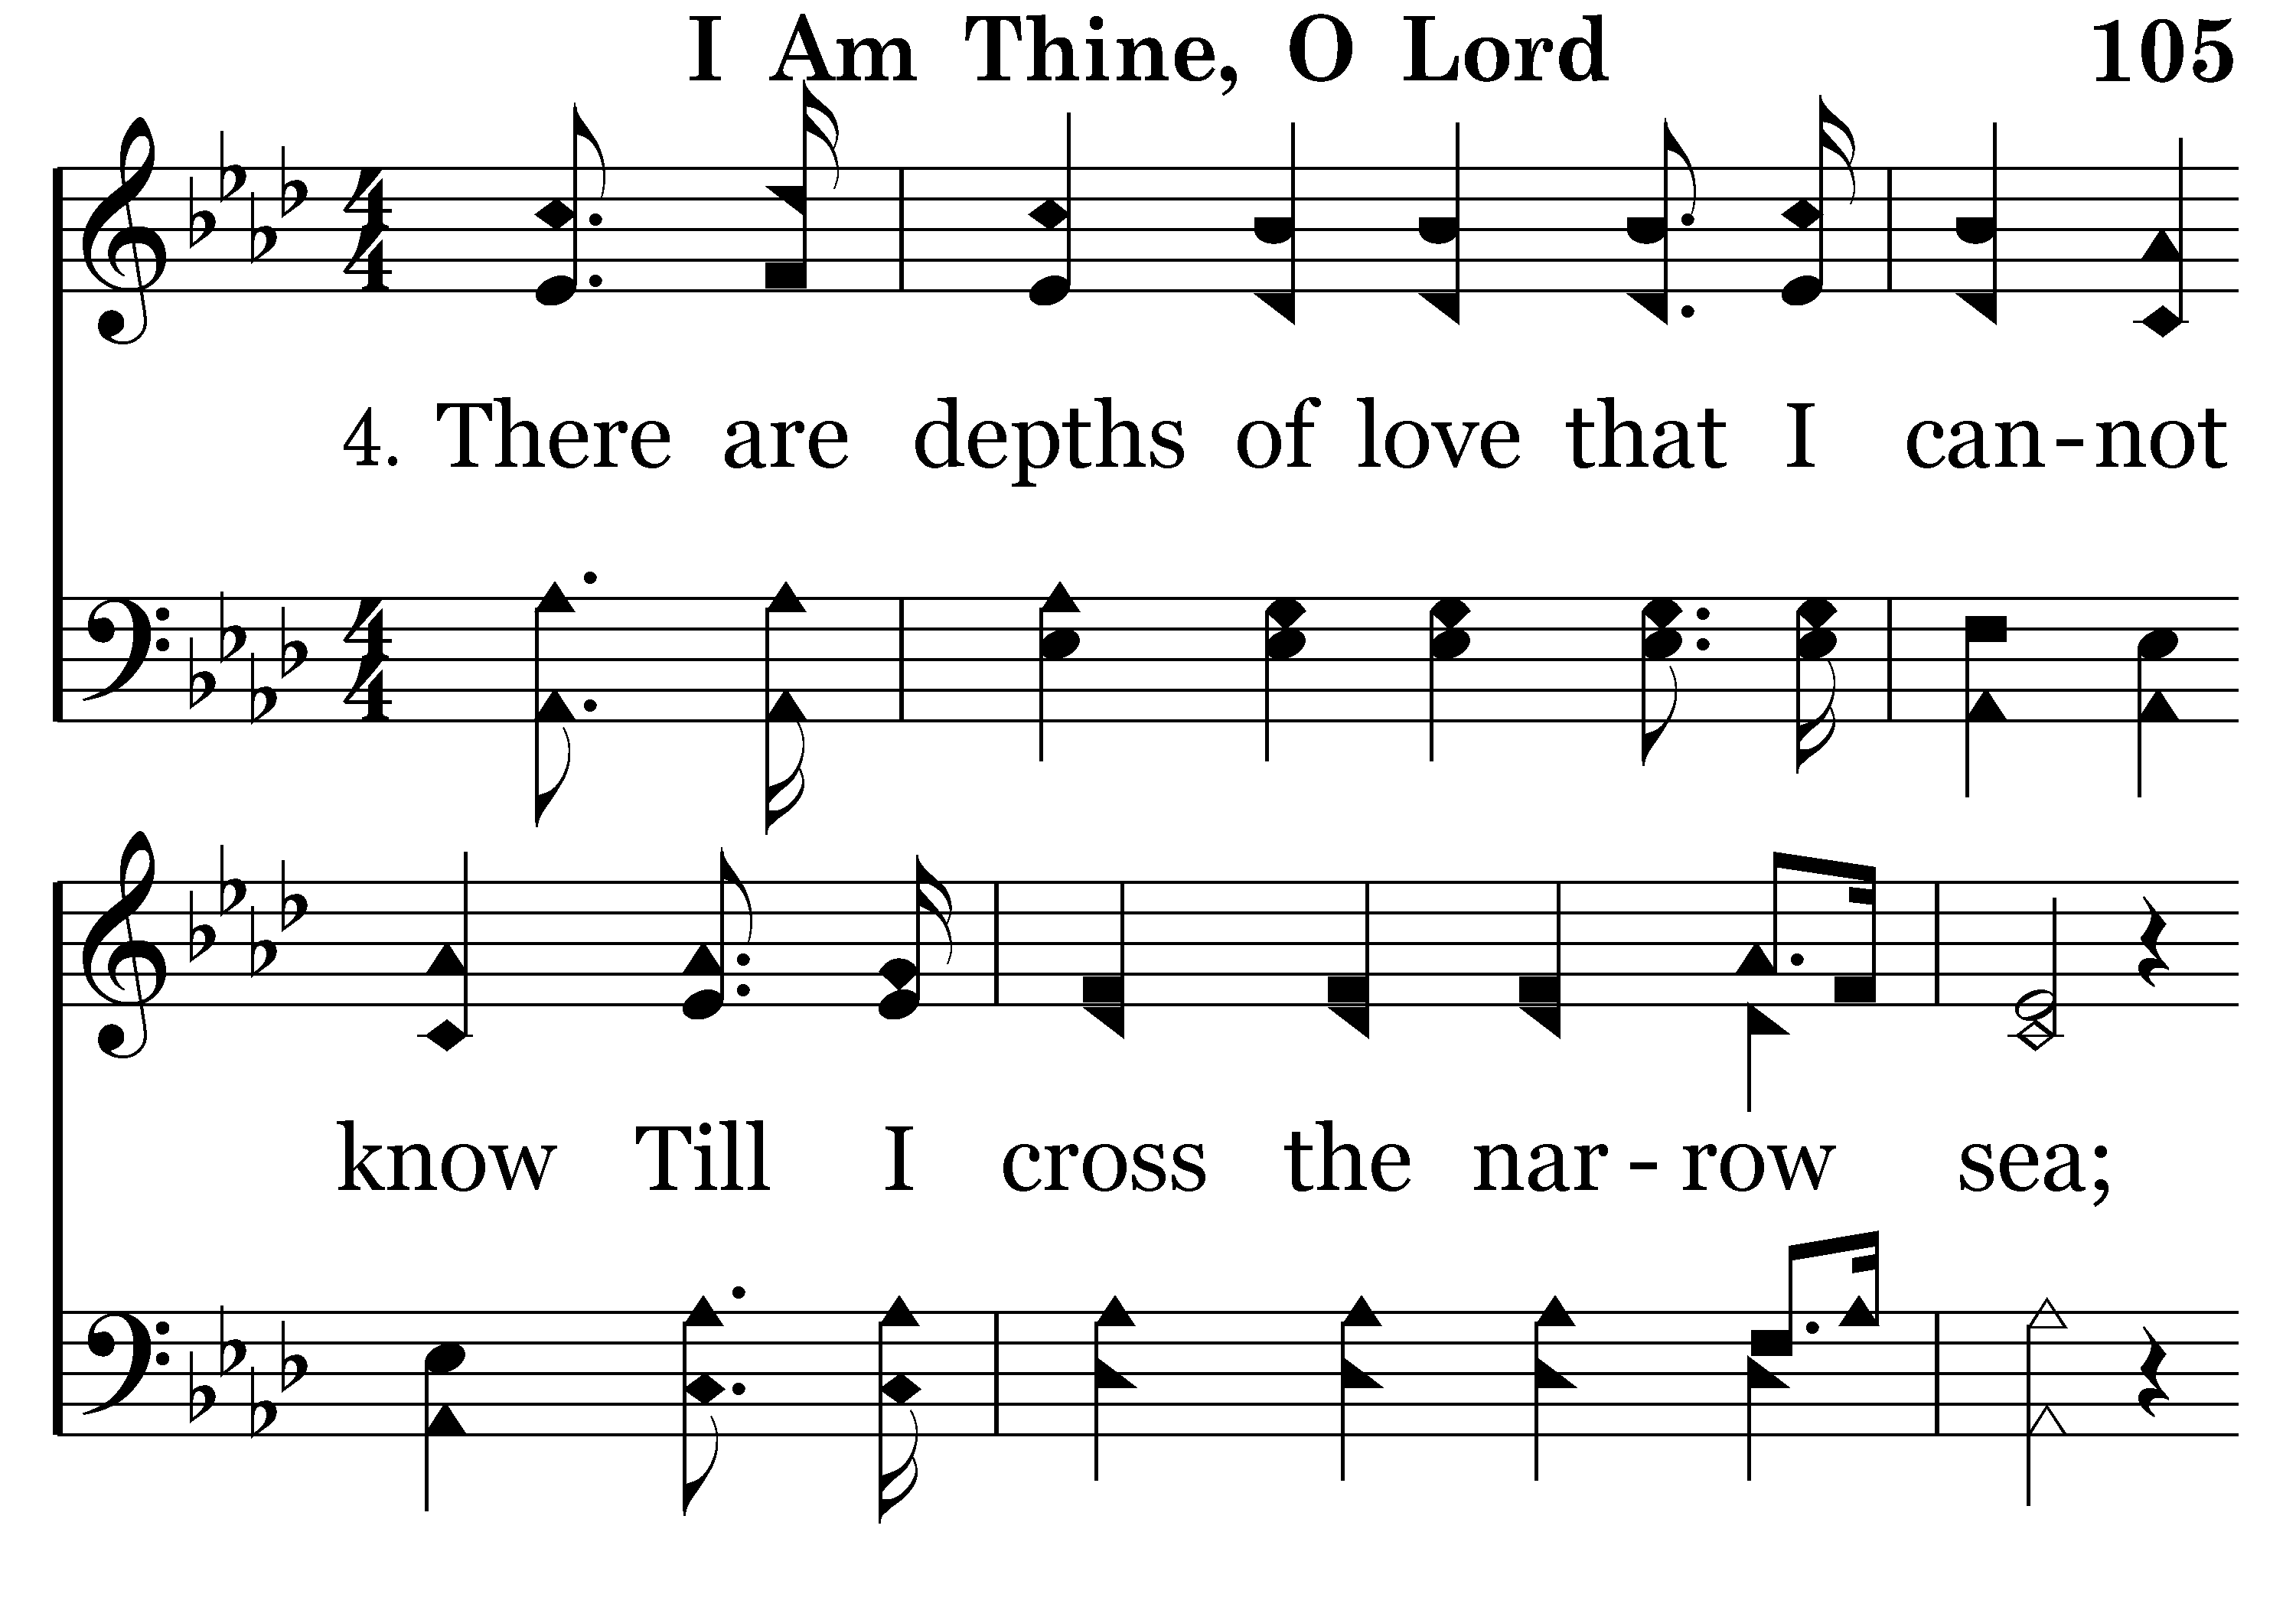 I Am Thine, O Lord 105
4. There are depths of love that I can-not
know Till I cross the nar-row sea;